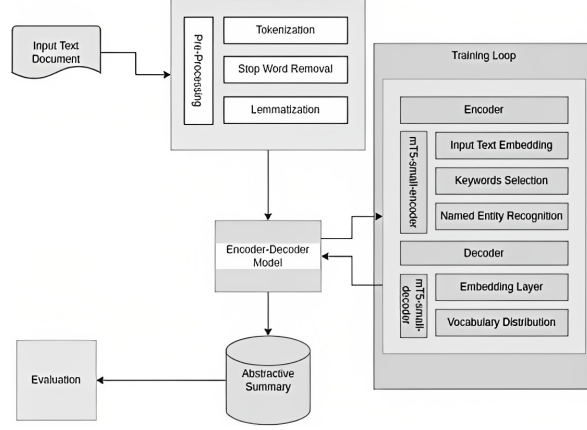 Input Text
Document
Pre-Processing
Tokenization
Stop Word Removal
Lemmatization
Training Loop
Encoder
mT5-small-encoder
Input Text Embedding
Keywords Selection
Named Entity Recognition
Decoder
mT5-small-
decoder
Embedding Layer
Vocabulary Distribution
Encoder-Decoder
Model
Abstractive
Summary
Evaluation